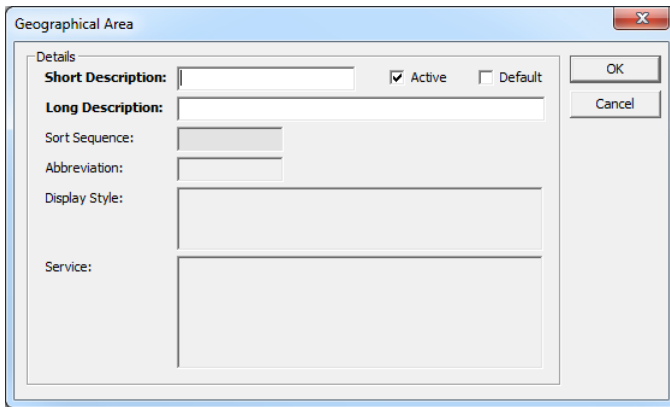 Geographical Area
Details
Short Description:
Active
Default
OK
Long Description:
Cancel
Sort Sequence:
Abbreviation:
Display Style:
Service: